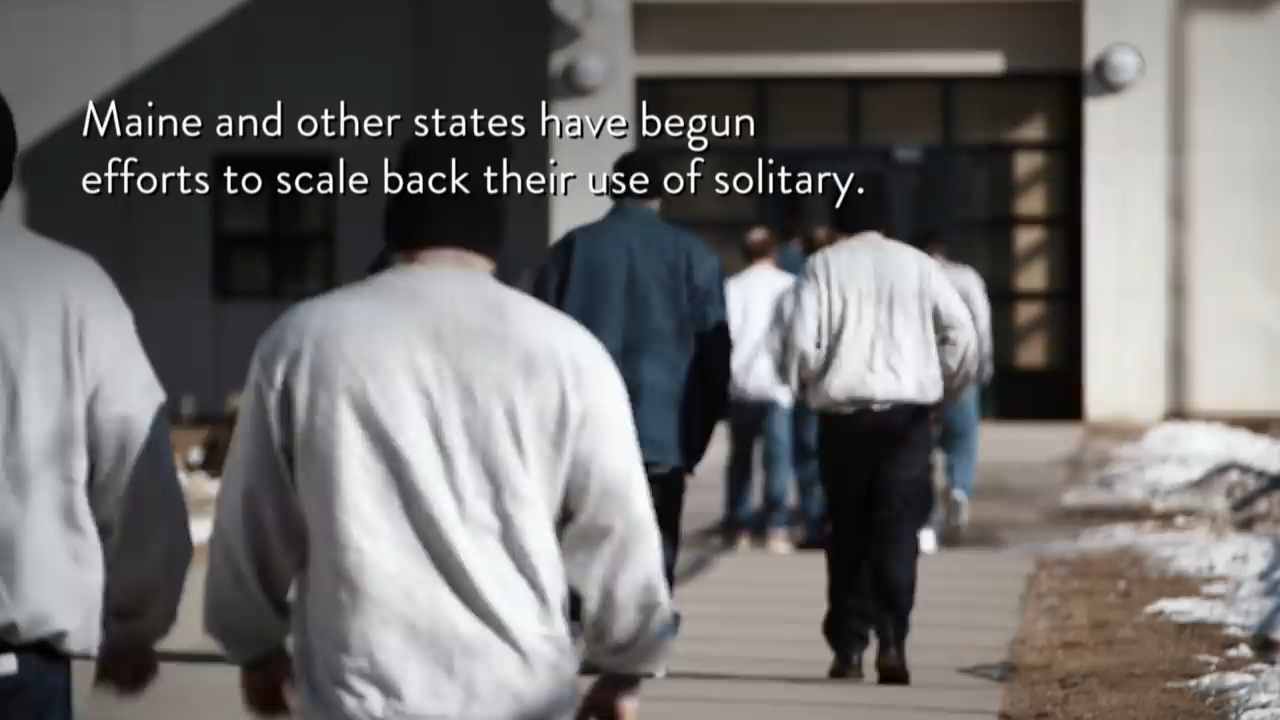 Maine and other states have begun
efforts to scale back their use of solitary.